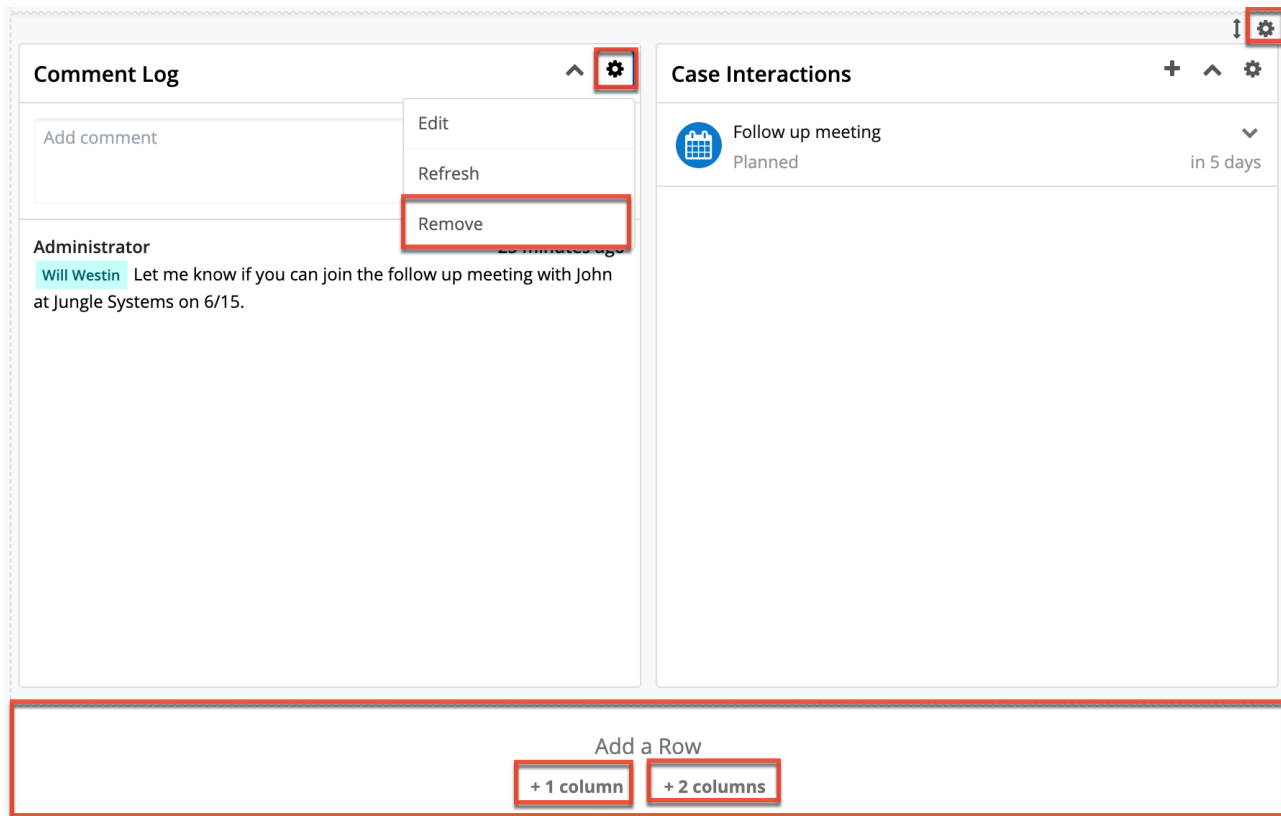 Comment Log
Case Interactions
Add comment
Edit
Refresh
Remove
Follow up meeting
Planned
in 5 days
Administrator
minutes ago
Will Westin Let me know if you can join the follow up meeting with John
at Jungle Systems on 6/15.
Add a Row
+ 1 column
+ 2 columns